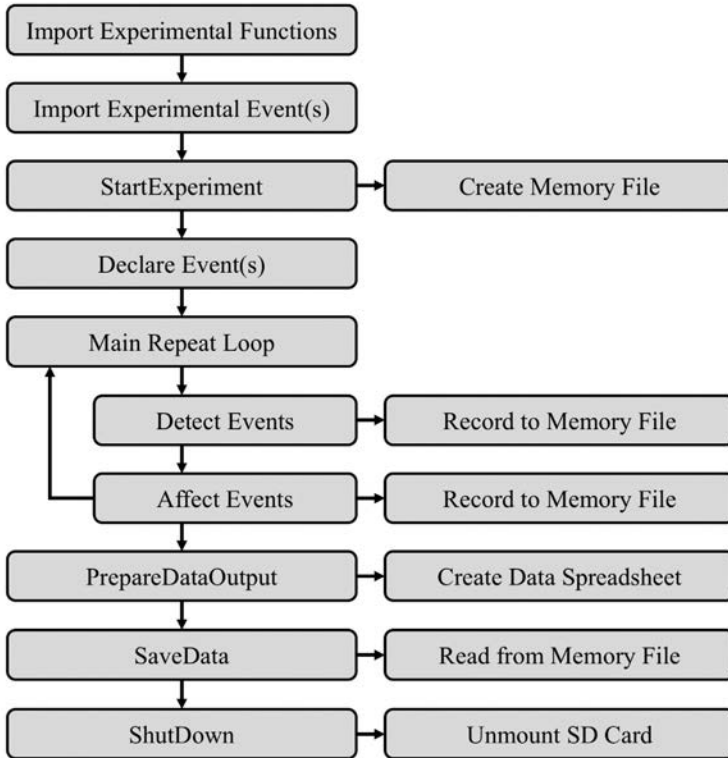 Import Experimental Functions
Import Experimental Event(s)
StartExperiment
Create Memory File
Declare Event(s)
Main Repeat Loop
Detect Events
Record to Memory File
Affect Events
Record to Memory File
PrepareDataOutput
Create Data Spreadsheet
SaveData
Read from Memory File
ShutDown
Unmount SD Card